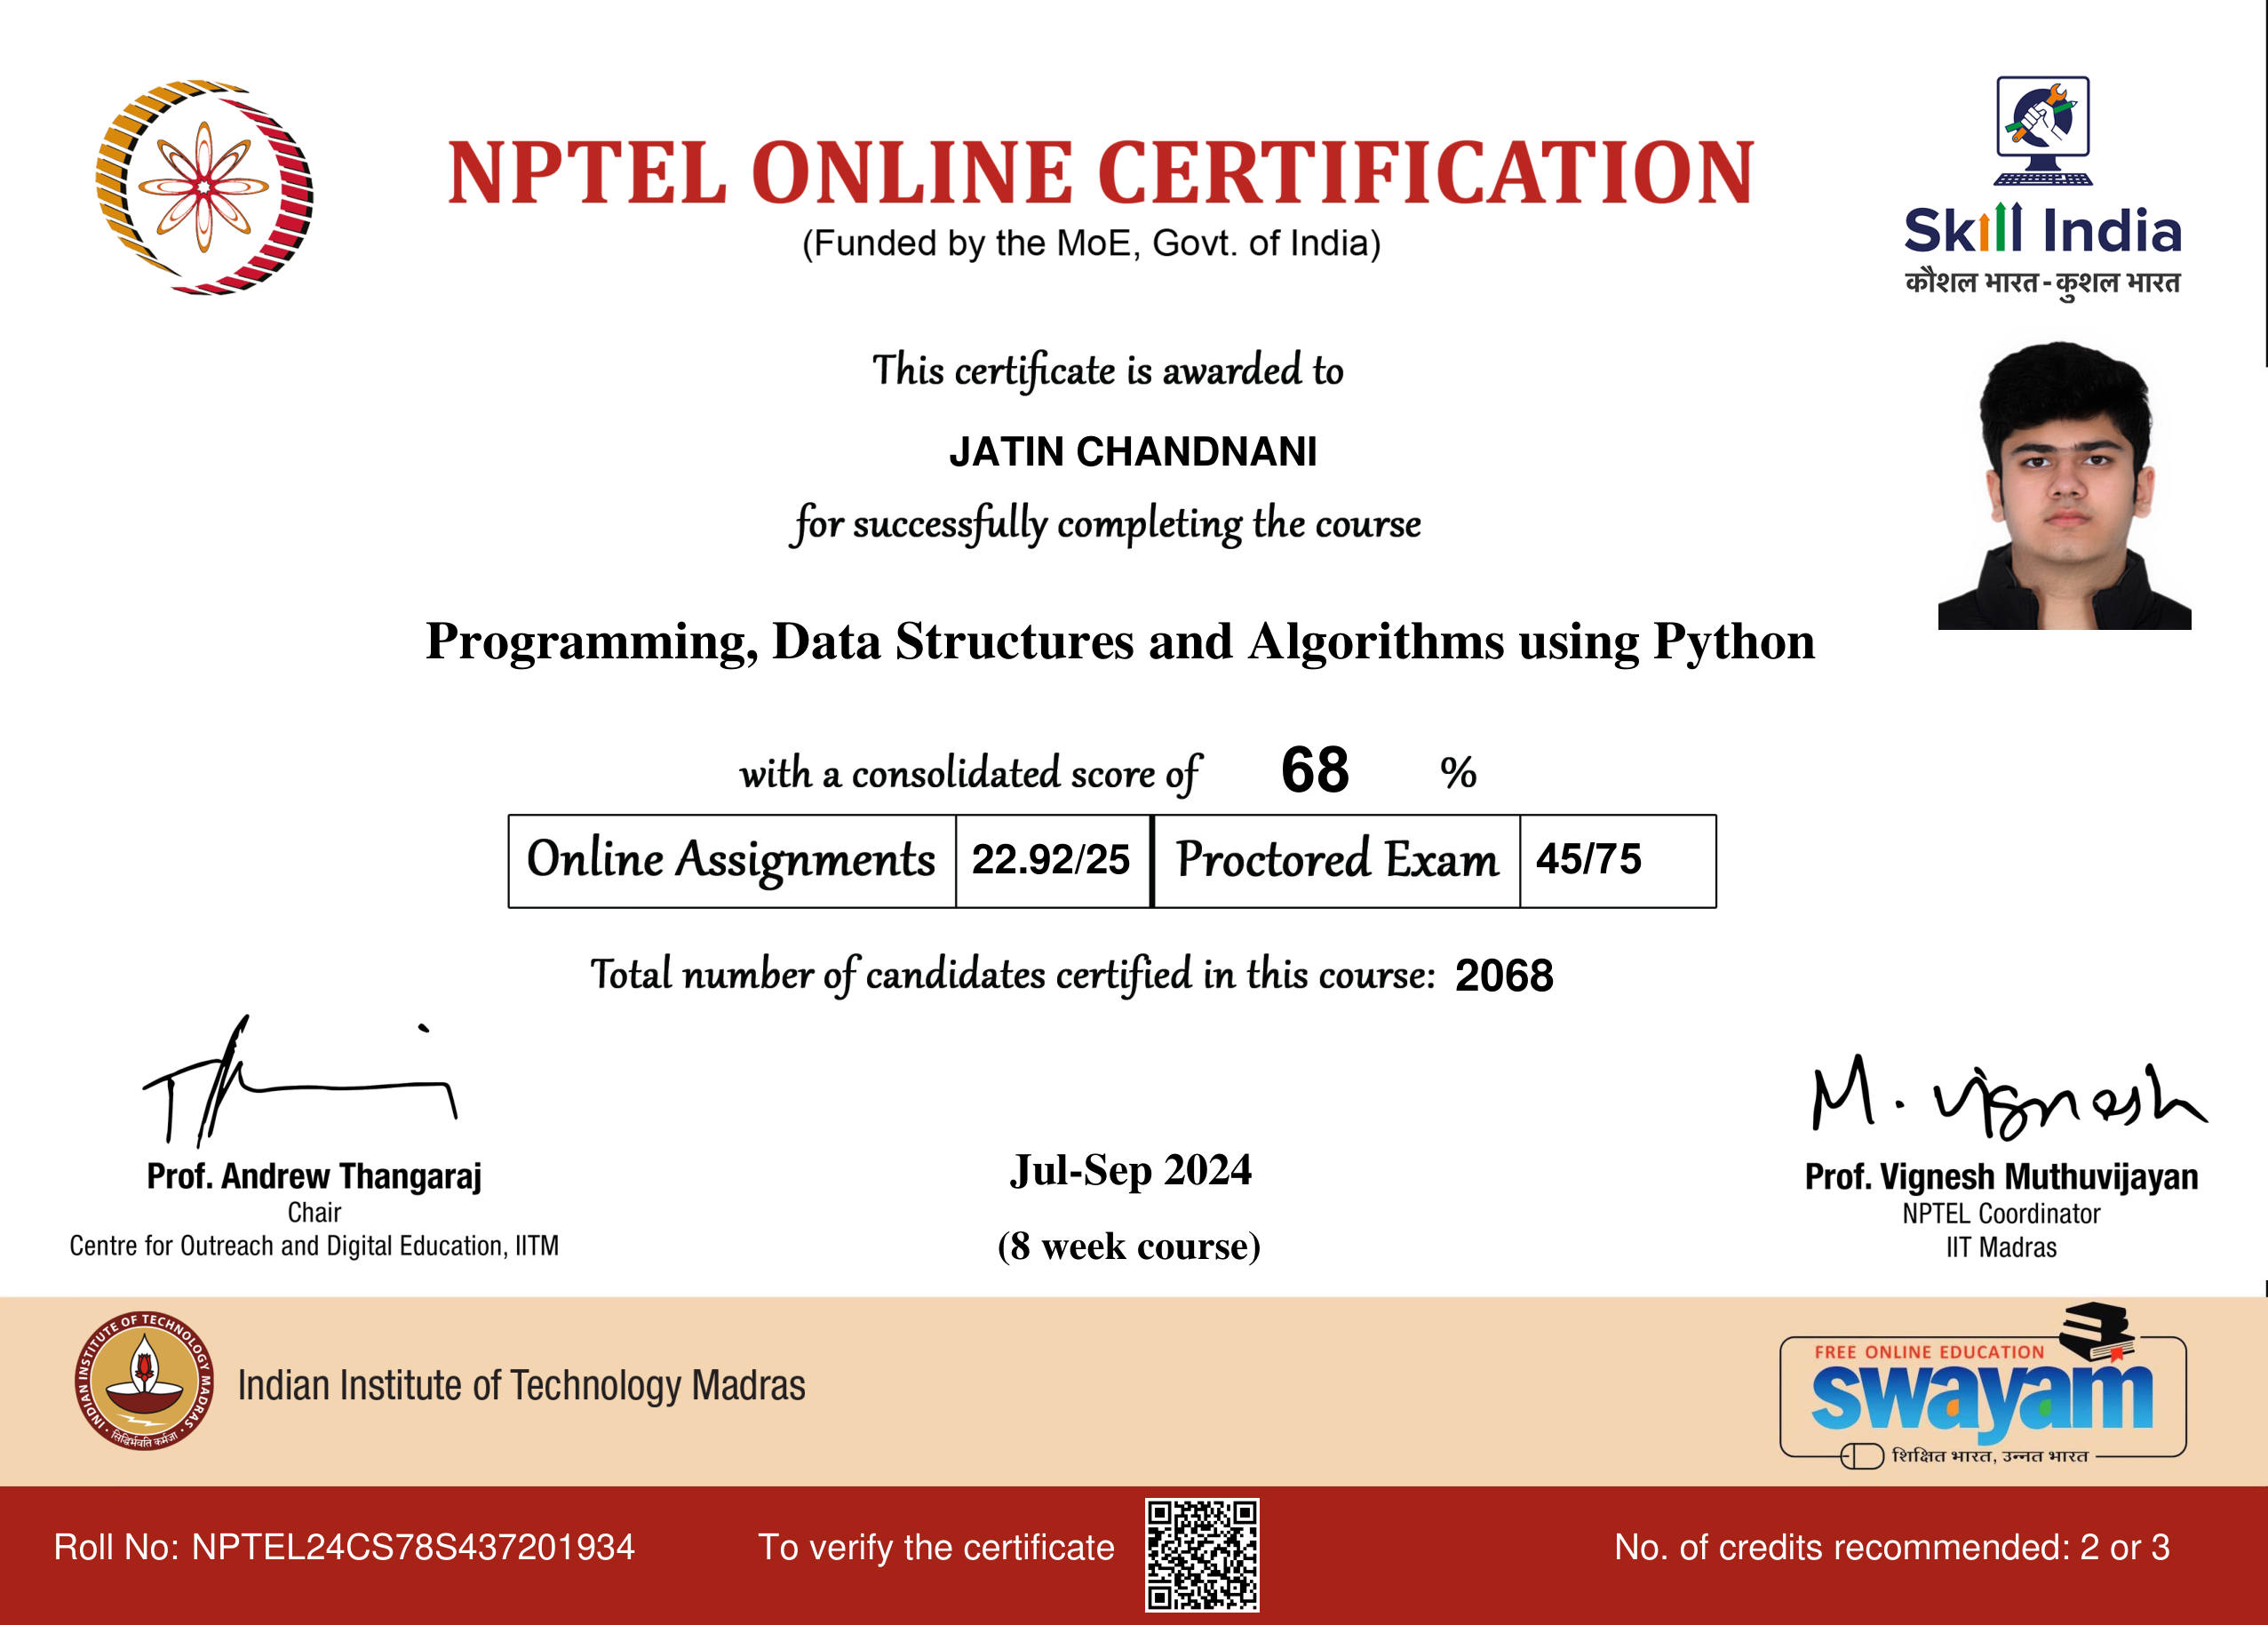 NPTEL ONLINE CERTIFICATION
(Funded by the MoE, Govt. of India)
Skill India
कौशल भारत - कुशल भारत
This certificate is awarded to
JATIN CHANDNANI
for successfully completing the course
Programming, Data Structures and Algorithms using Python
with a consolidated score of 68 %
Online Assignments 22.92/25 Proctored Exam 45/75
Total number of candidates certified in this course: 2068
M. Vignesh
Prof. Andrew Thangaraj
Chair
Centre for Outreach and Digital Education, IITM
Jul-Sep 2024
(8 week course)
Prof. Vignesh Muthuvijayan
NPTEL Coordinator
IIT Madras
INDIAN INSTITUTE OF TECHNOLOGY MADRAS
सिद्धिर्भवति कर्मजा
Indian Institute of Technology Madras
FREE ONLINE EDUCATION
swayam
शिक्षित भारत, उन्नत भारत
Roll No: NPTEL24CS78S437201934
To verify the certificate
No. of credits recommended: 2 or 3